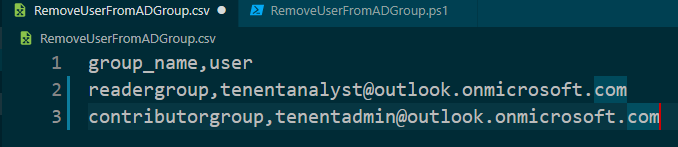 RemoveUserFromADGroup.csv ● RemoveUserFromADGroup.ps1
RemoveUserFromADGroup.csv
1 group_name,user
2 readergroup,tenentanalyst@outlook.onmicrosoft.com
3 contributorgroup,tenentadmin@outlook.onmicrosoft.com